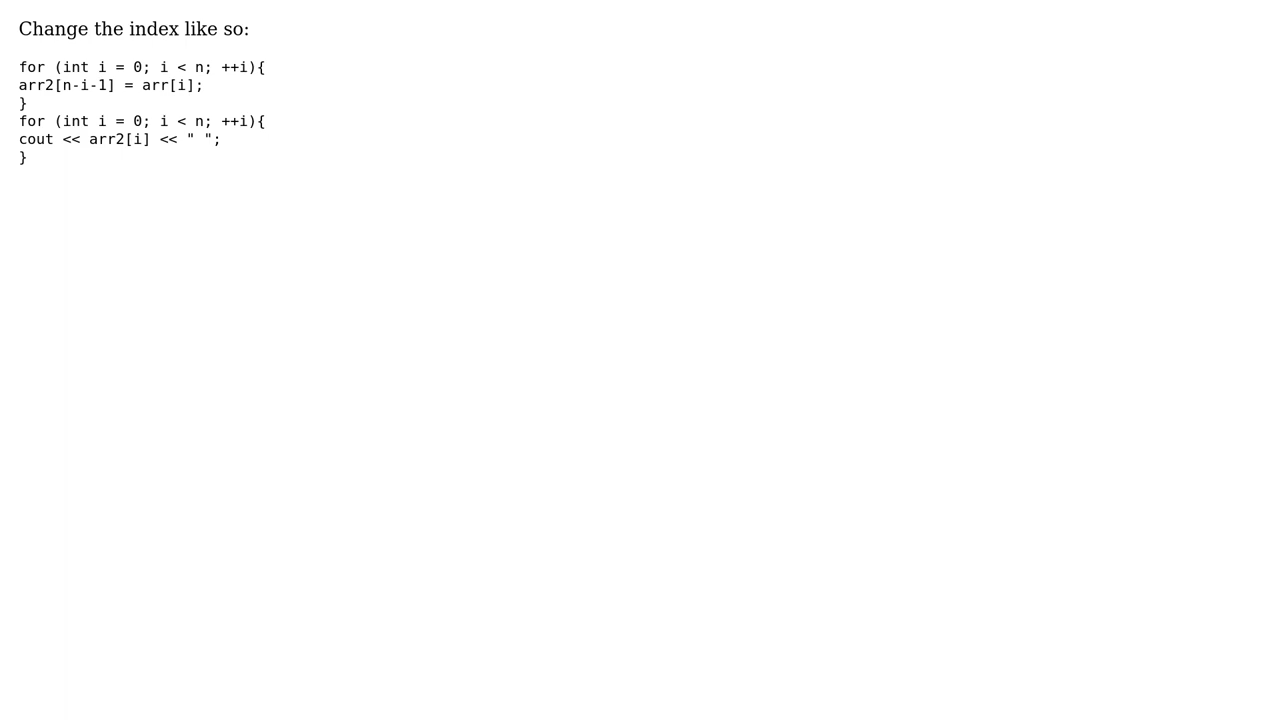 Change the index like so:
for (int i = 0; i < n; ++i){
arr2[n-i-1] = arr[i];
}
for (int i = 0; i < n; ++i){
cout << arr2[i] << " ";
}